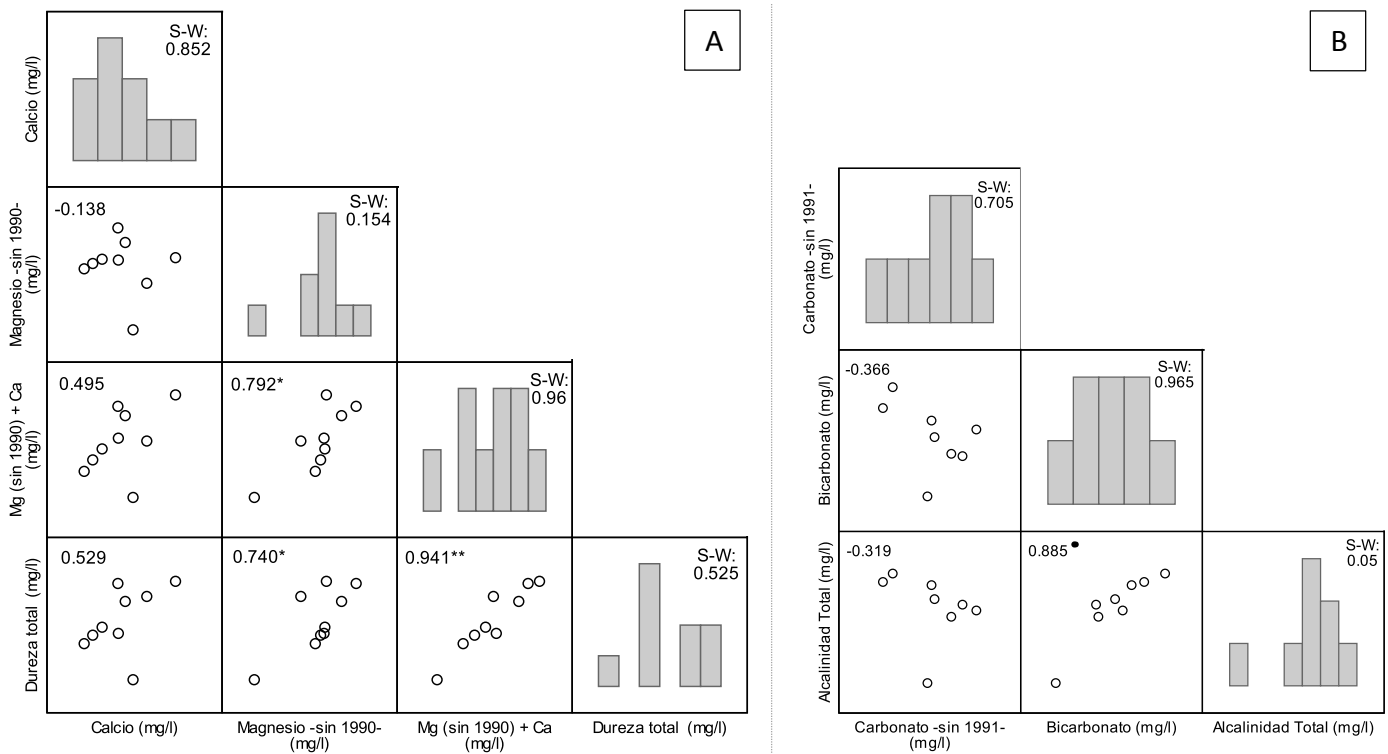 A
S-W:
0.852
Calcio (mg/l)
-0.138
S-W:
0.154
Magnesio -sin 1990-
(mg/l)
0.495
0.792*
S-W:
0.96
Mg (sin 1990) + Ca
(mg/l)
0.529
0.740*
0.941**
S-W:
0.525
Dureza total (mg/l)
Calcio (mg/l)
Magnesio -sin 1990-
(mg/l)
Mg (sin 1990) + Ca
(mg/l)
Dureza total (mg/l)
B
S-W:
0.705
Carbonato -sin 1991-
(mg/l)
-0.366
S-W:
0.965
Bicarbonato (mg/l)
-0.319
0.885
S-W:
0.05
Alcalinidad Total (mg/l)
Carbonato -sin 1991-
(mg/l)
Bicarbonato (mg/l)
Alcalinidad Total (mg/l)